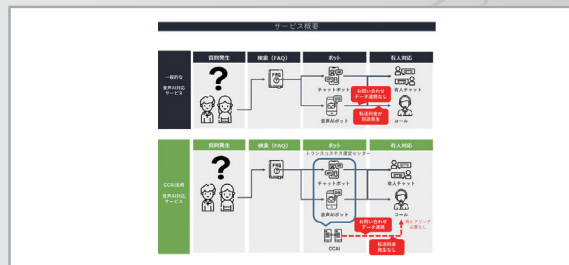 サービス概要
質問発生
検索（FAQ）
ボット
有人対応
一般的な
音声AI対応
サービス
?
FAQ
チャットボット
有人チャット
お問い合わせ
データ連携なし
転送料金が
別途発生
音声AIボット
コール
質問発生
検索（FAQ）
ボット
有人対応
トランスコスモス運営センター
CCAI活用
音声AI対応
サービス
?
FAQ
チャットボット
有人チャット
音声AIボット
コール
お問い合わせ
データ連携
再ヒアリング
必要なし
転送料金
発生なし
CCAI